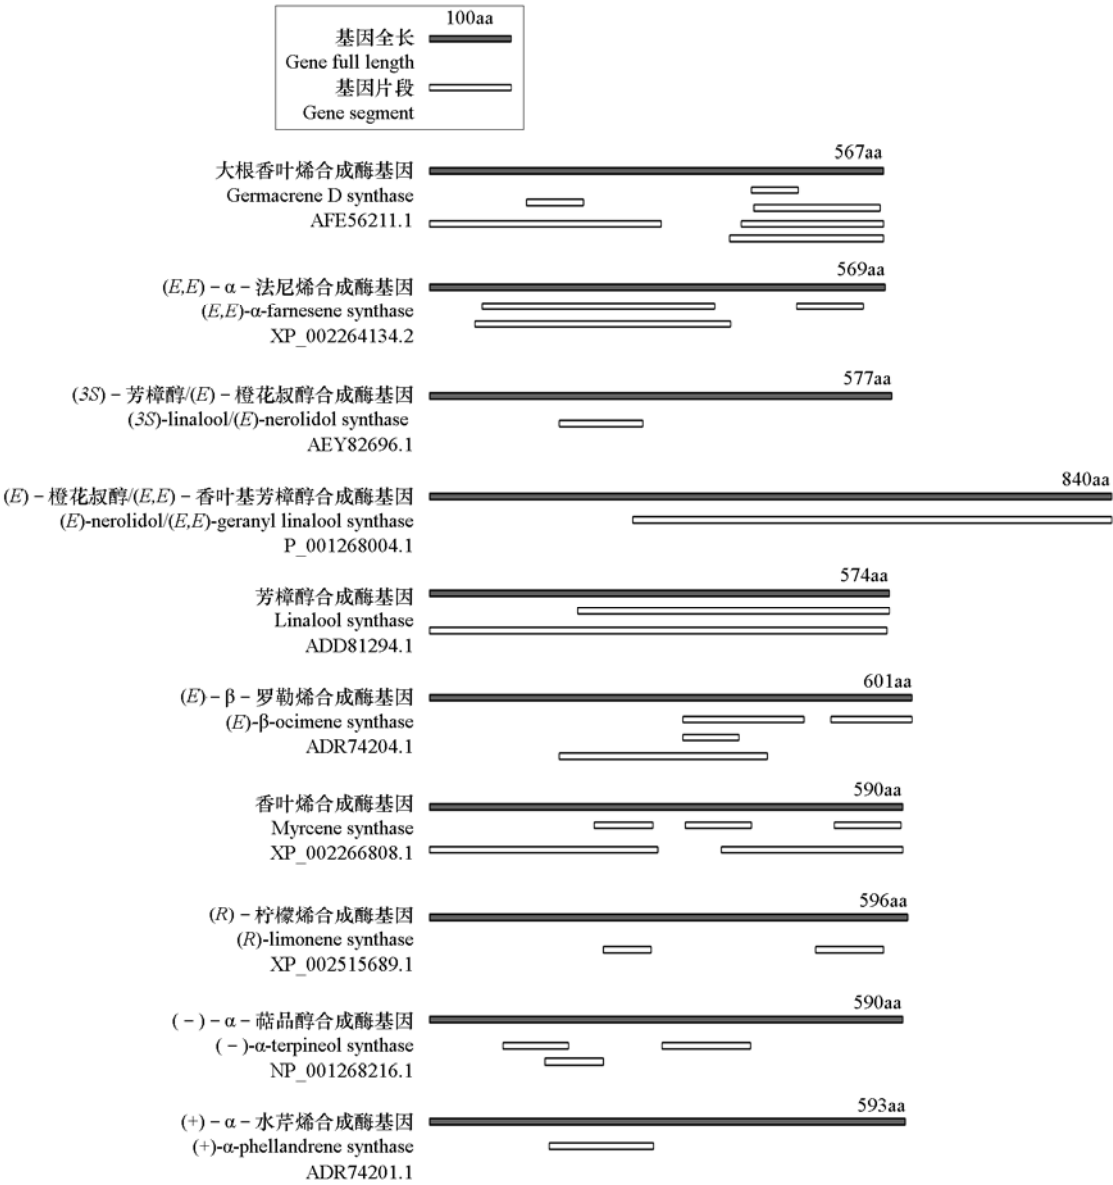 100aa
基因全长
Gene full length
基因片段
Gene segment
567aa
大根香叶烯合成酶基因
Germacrene D synthase
AFE56211.1
569aa
(E,E)－α－法尼烯合成酶基因
(E,E)-α-farnesene synthase
XP_002264134.2
577aa
(3S)－芳樟醇/(E)－橙花叔醇合成酶基因
(3S)-linalool/(E)-nerolidol synthase
AEY82696.1
840aa
(E)－橙花叔醇/(E,E)－香叶基芳樟醇合成酶基因
(E)-nerolidol/(E,E)-geranyl linalool synthase
P_001268004.1
574aa
芳樟醇合成酶基因
Linalool synthase
ADD81294.1
601aa
(E)－β－罗勒烯合成酶基因
(E)-β-ocimene synthase
ADR74204.1
590aa
香叶烯合成酶基因
Myrcene synthase
XP_002266808.1
596aa
(R)－柠檬烯合成酶基因
(R)-limonene synthase
XP_002515689.1
590aa
(－)－α－萜品醇合成酶基因
(－)-α-terpineol synthase
NP_001268216.1
593aa
(+)－α－水芹烯合成酶基因
(+)-α-phellandrene synthase
ADR74201.1